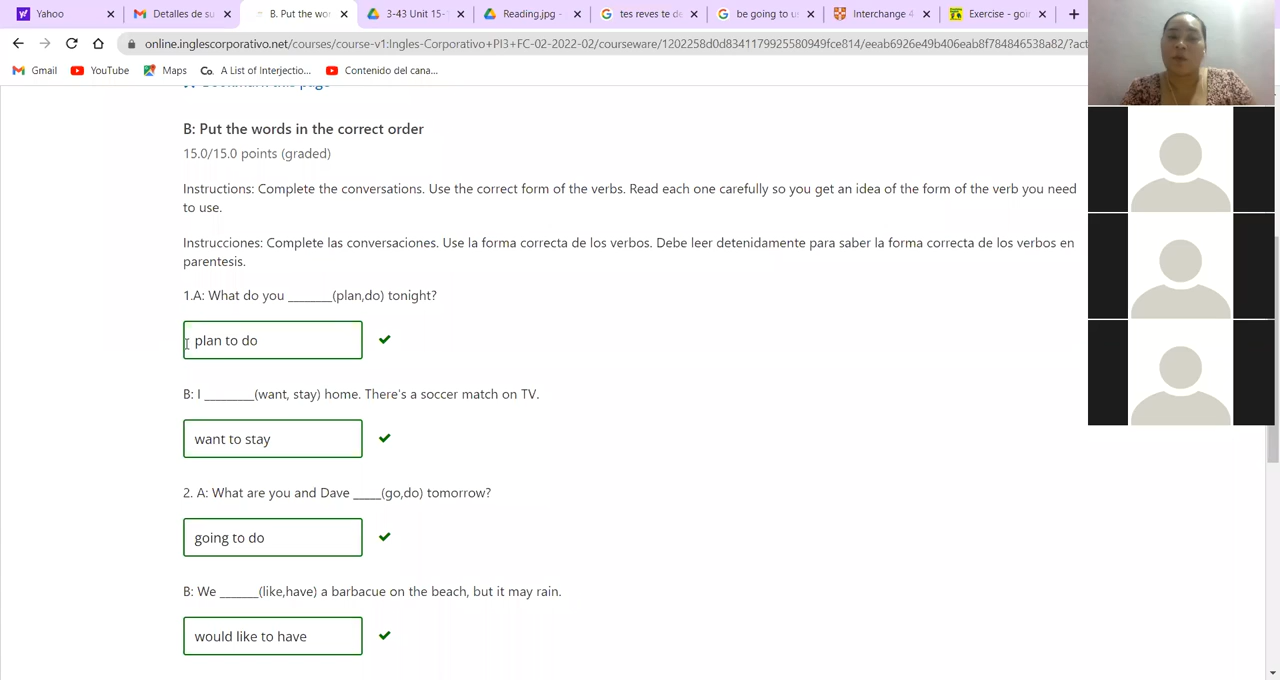 Yahoo
Detalles de su
B. Put the wor
3-43 Unit 15-
Reading.jpg -
tes reves te de
be going to u
Interchange 4
Exercise - goin
online.inglescorporativo.net/courses/course-v1:Ingles-Corporativo+PI3+FC-02-2022-02/courseware/1202258d0d8341179925580949fce814/eeab6926e49b406eab8f784846538a82/?act
Gmail
YouTube
Maps
A List of Interjectio...
Contenido del cana...
Bookmark this page
B: Put the words in the correct order
15.0/15.0 points (graded)
Instructions: Complete the conversations. Use the correct form of the verbs. Read each one carefully so you get an idea of the form of the verb you need
to use.
Instrucciones: Complete las conversaciones. Use la forma correcta de los verbos. Debe leer detenidamente para saber la forma correcta de los verbos en
parentesis.
1.A: What do you _______(plan,do) tonight?
plan to do
B: I ________(want, stay) home. There's a soccer match on TV.
want to stay
2. A: What are you and Dave _____(go,do) tomorrow?
going to do
B: We ______(like,have) a barbacue on the beach, but it may rain.
would like to have